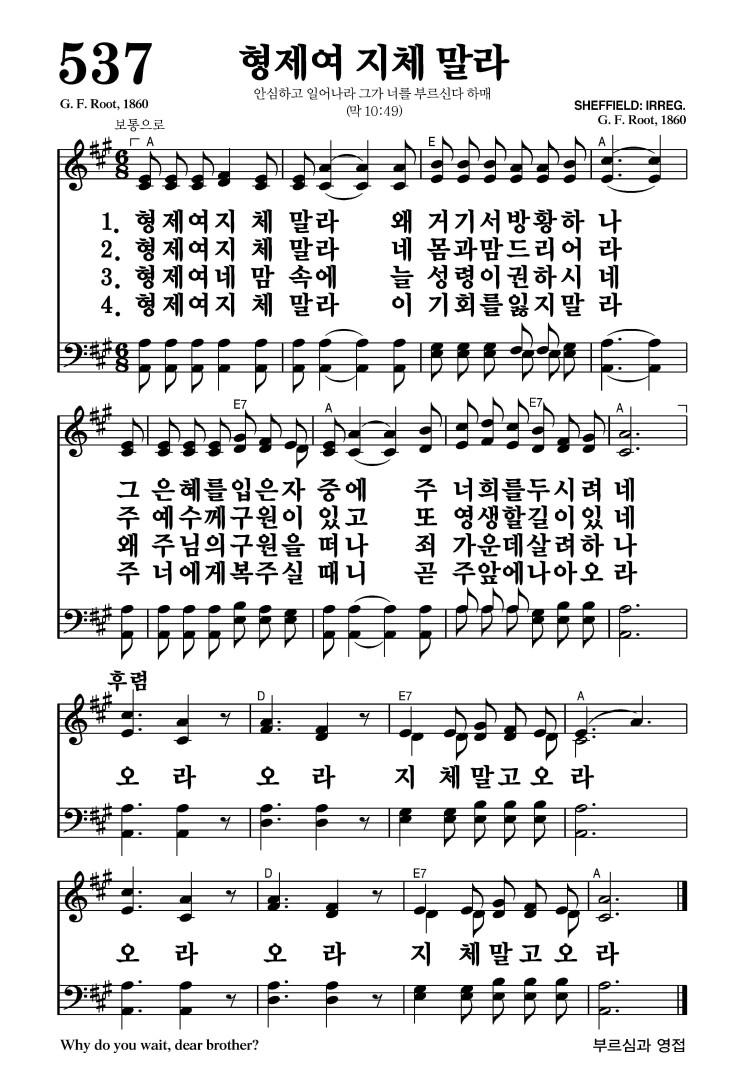 537
형제여 지체 말라
안심하고 일어나라 그가 너를 부르신다 하매
(막 10:49)
G. F. Root, 1860
SHEFFIELD: IRREG.
G. F. Root, 1860
보통으로
A A E A
6 8
1. 형제여지 체 말라 왜 거기서방황하 나
2. 형제여지 체 말라 네 몸과맘드리어 라
3. 형제여네 맘 속에 늘 성령이권하시 네
4. 형제여지 체 말라 이 기회를잃지말 라
6 8
E7 A E7 A
그 은혜를입은자 중에 주 너희를두시려 네
주 예수께구원이 있고 또 영생할길이있 네
왜 주님의구원을 떠나 죄 가운데살려하 나
주 너에게복주실 때니 곧 주앞에나아오 라
후렴
D E7 A
오 라 오 라 지 체말고오 라
D E7 A
오 라 오 라 지 체말고오 라
Why do you wait, dear brother?
부르심과 영접